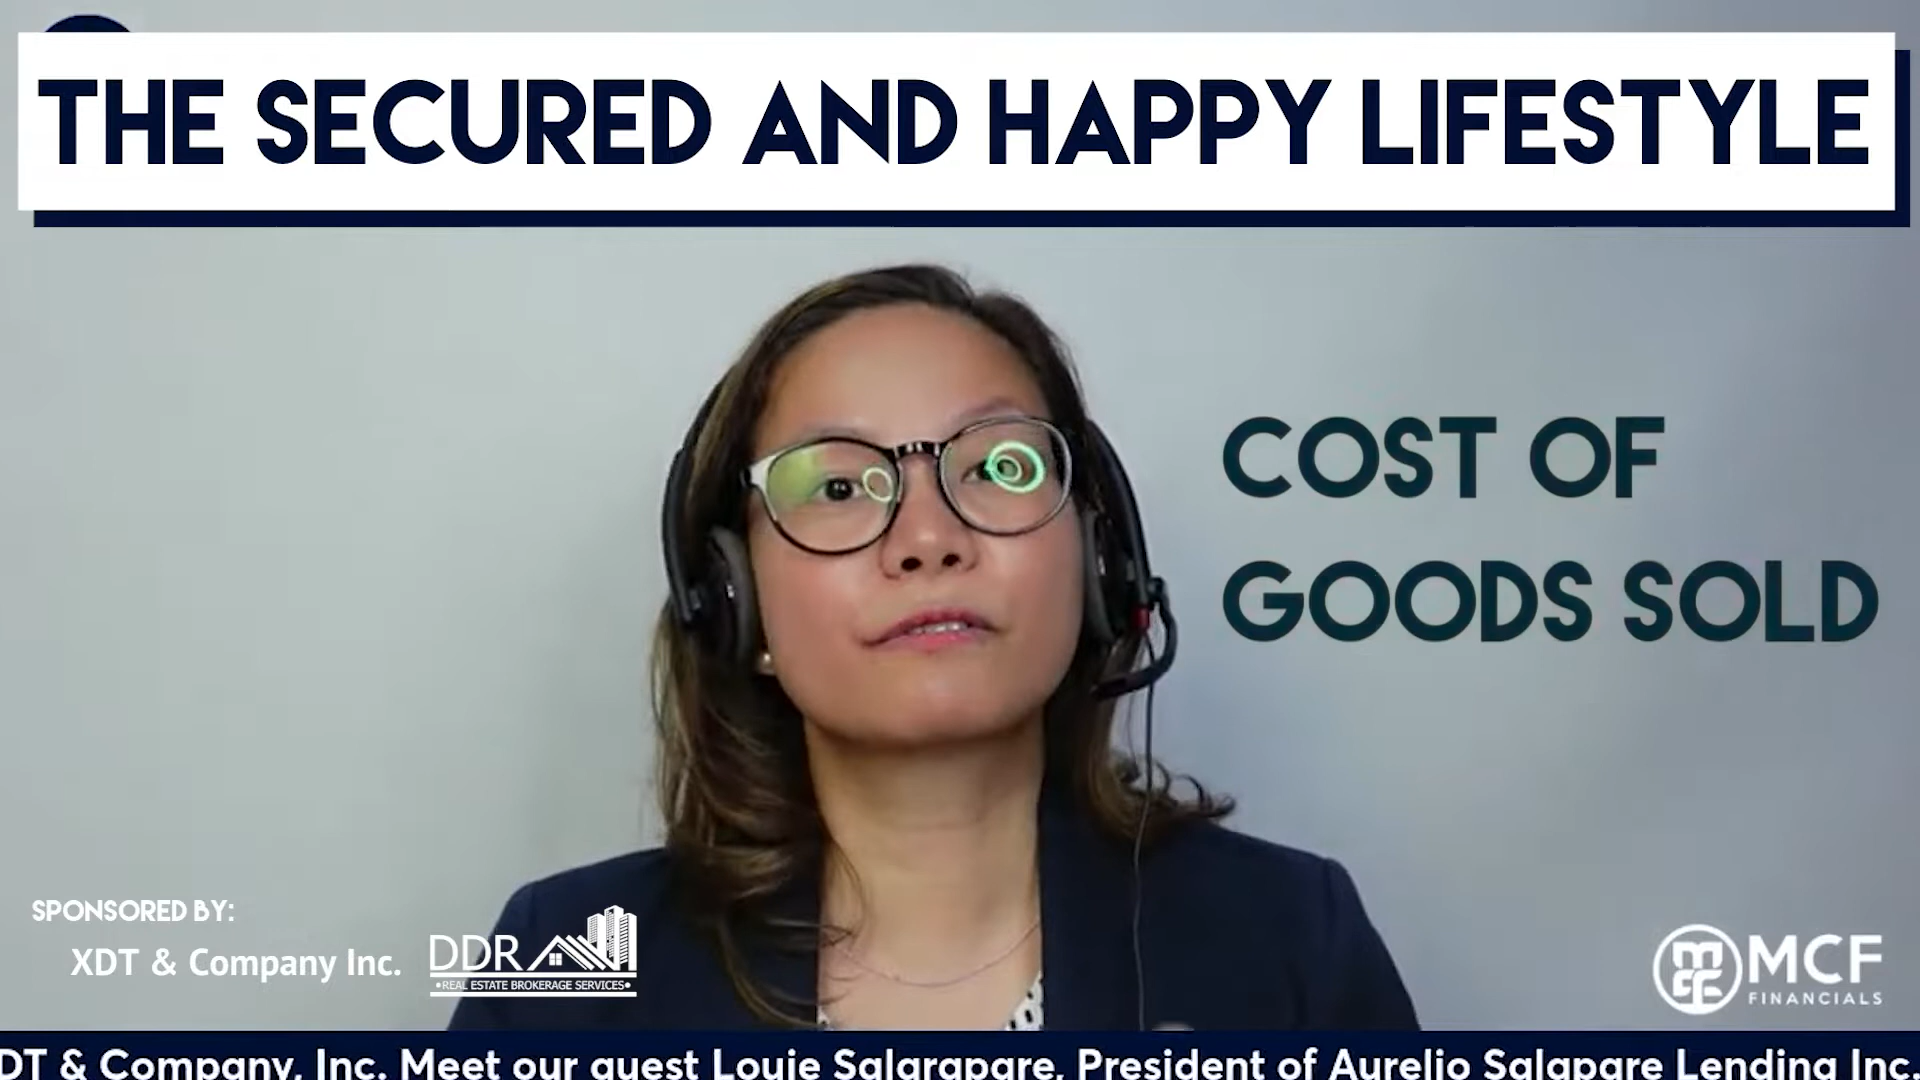 THE SECURED AND HAPPY LIFESTYLE
COST OF
GOODS SOLD
SPONSORED BY:
XDT & Company Inc.
DDR
•REAL ESTATE BROKERAGE SERVICES•
MCF
FINANCIALS
DT & Company, Inc. Meet our guest Louie Salarapare, President of Aurelio Salapare Lending Inc.